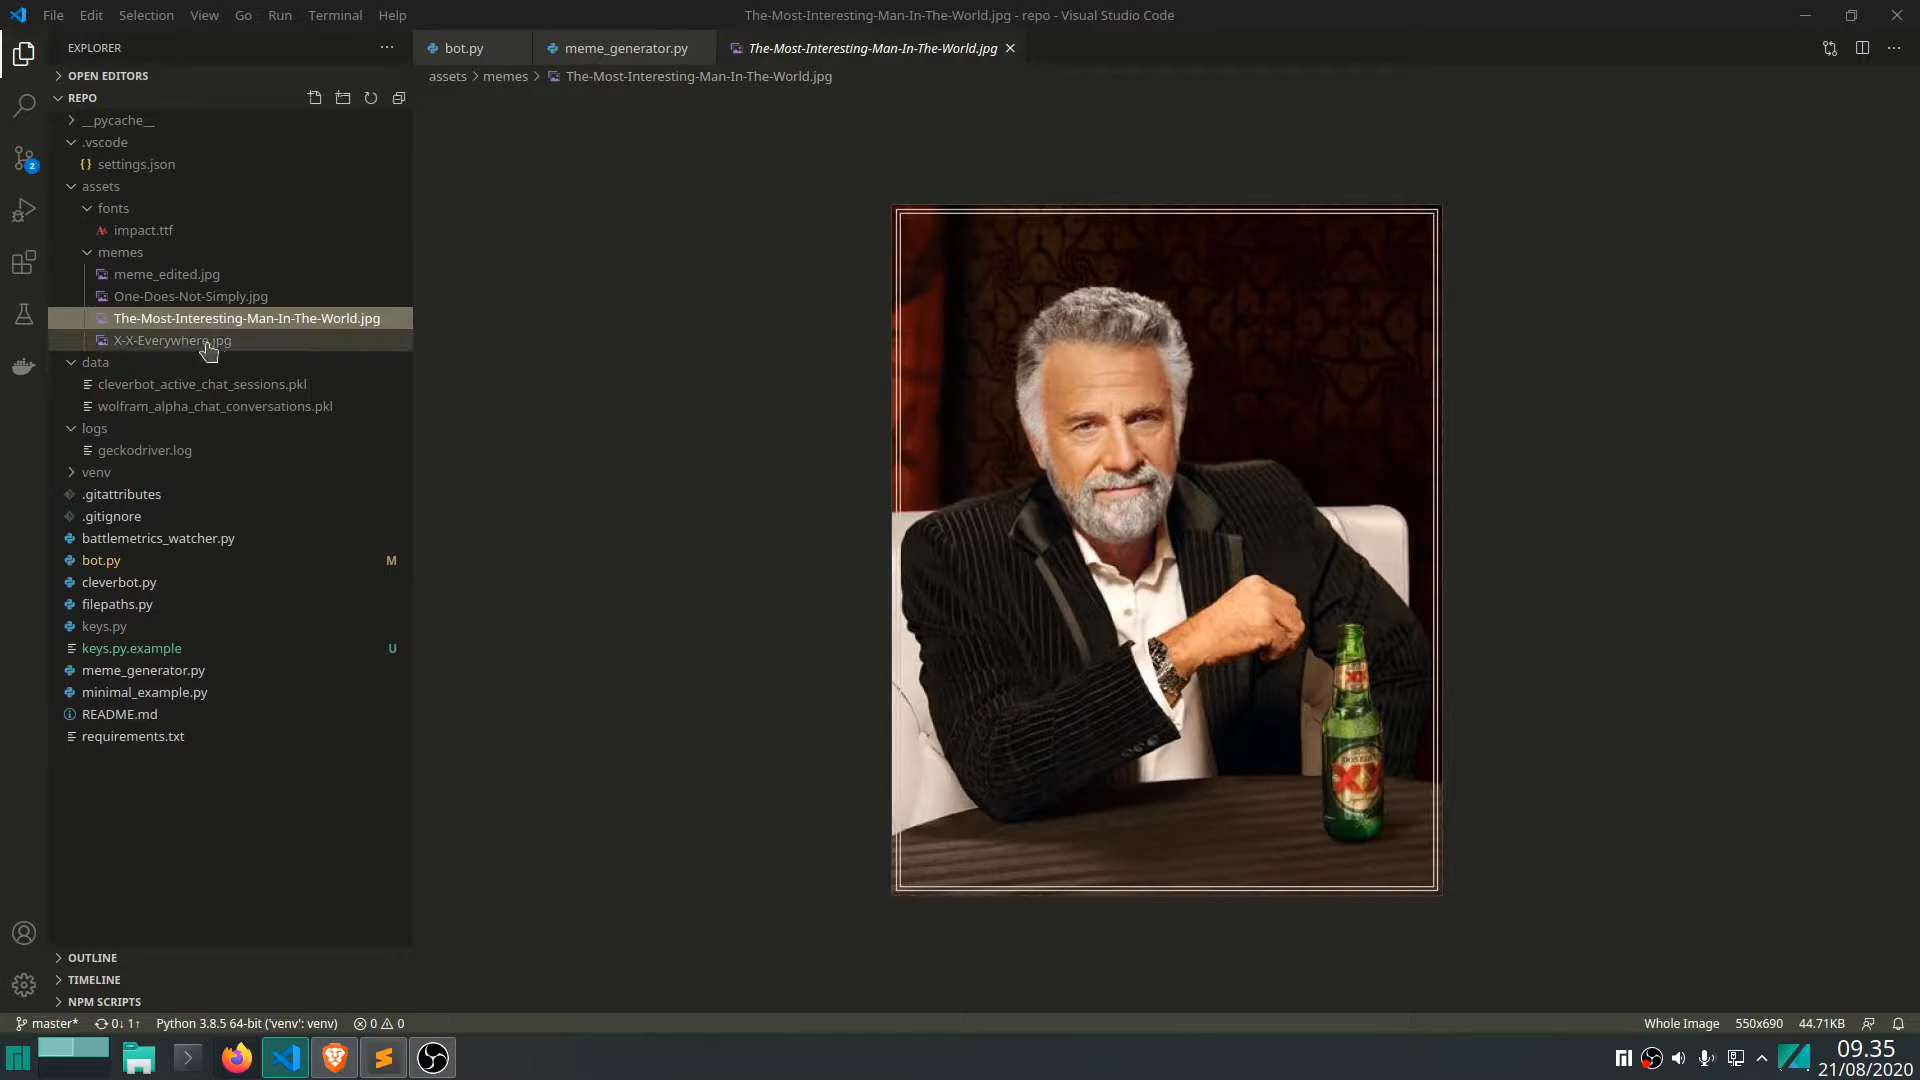 File Edit Selection View Go Run Terminal Help
The-Most-Interesting-Man-In-The-World.jpg - repo - Visual Studio Code
EXPLORER
bot.py
meme_generator.py
The-Most-Interesting-Man-In-The-World.jpg
OPEN EDITORS
assets > memes > The-Most-Interesting-Man-In-The-World.jpg
REPO
__pycache__
.vscode
settings.json
assets
fonts
impact.ttf
memes
meme_edited.jpg
One-Does-Not-Simply.jpg
The-Most-Interesting-Man-In-The-World.jpg
X-X-Everywhere.jpg
data
cleverbot_active_chat_sessions.pkl
wolfram_alpha_chat_conversations.pkl
logs
geckodriver.log
venv
.gitattributes
.gitignore
battlemetrics_watcher.py
bot.py M
cleverbot.py
filepaths.py
keys.py
keys.py.example U
meme_generator.py
minimal_example.py
README.md
requirements.txt
2
XX
XX
OUTLINE
TIMELINE
NPM SCRIPTS
master* 0↓ 1↑ Python 3.8.5 64-bit ('venv': venv) 0 0
Whole Image 550x690 44.71KB
09.35
21/08/2020